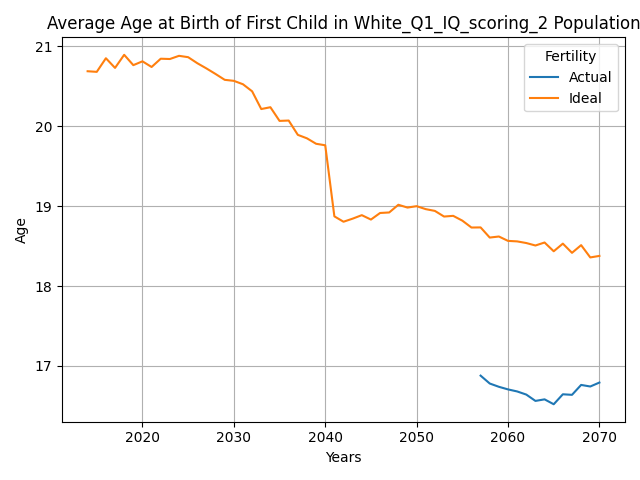 Average Age at Birth of First Child in White_Q1_IQ_scoring_2 Population
Fertility
Actual
Ideal
21
20
19
18
17
Age
2020 2030 2040 2050 2060 2070
Years